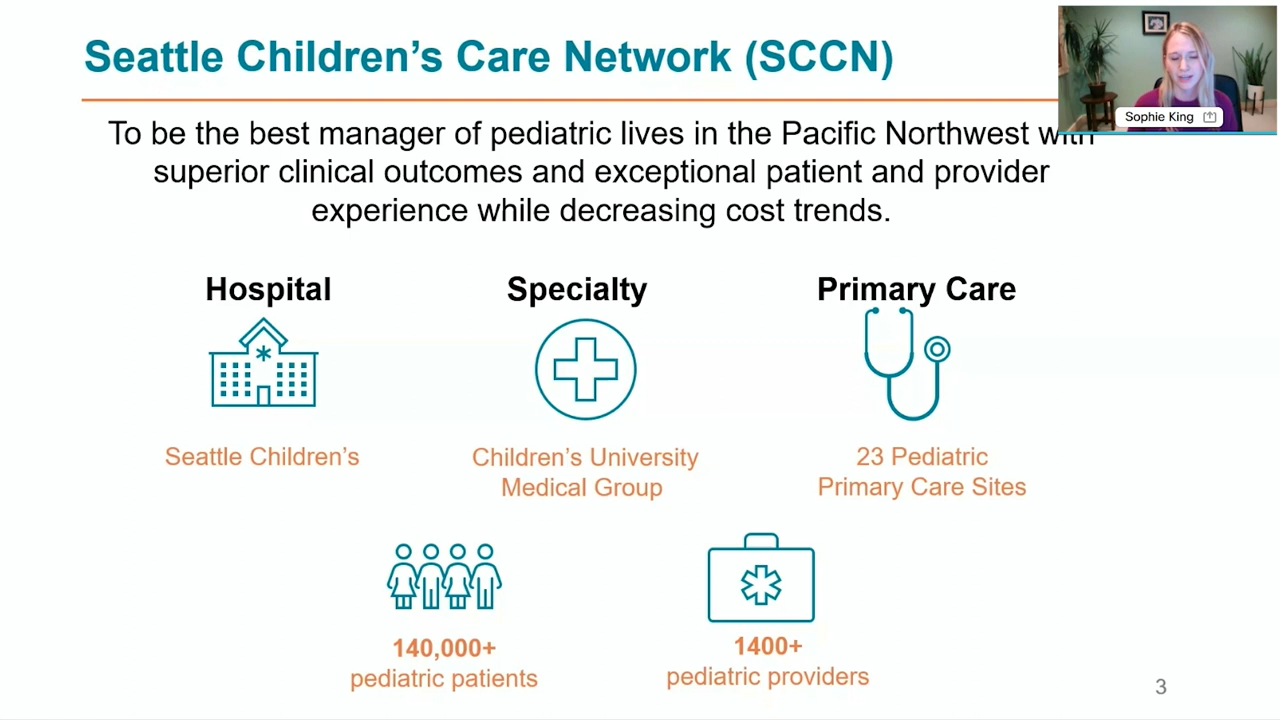 Seattle Children's Care Network (SCCN)
Sophie King
To be the best manager of pediatric lives in the Pacific Northwest with
superior clinical outcomes and exceptional patient and provider
experience while decreasing cost trends.
Hospital
Specialty
Primary Care
Seattle Children's
Children's University
Medical Group
23 Pediatric
Primary Care Sites
140,000+
pediatric patients
1400+
pediatric providers
3